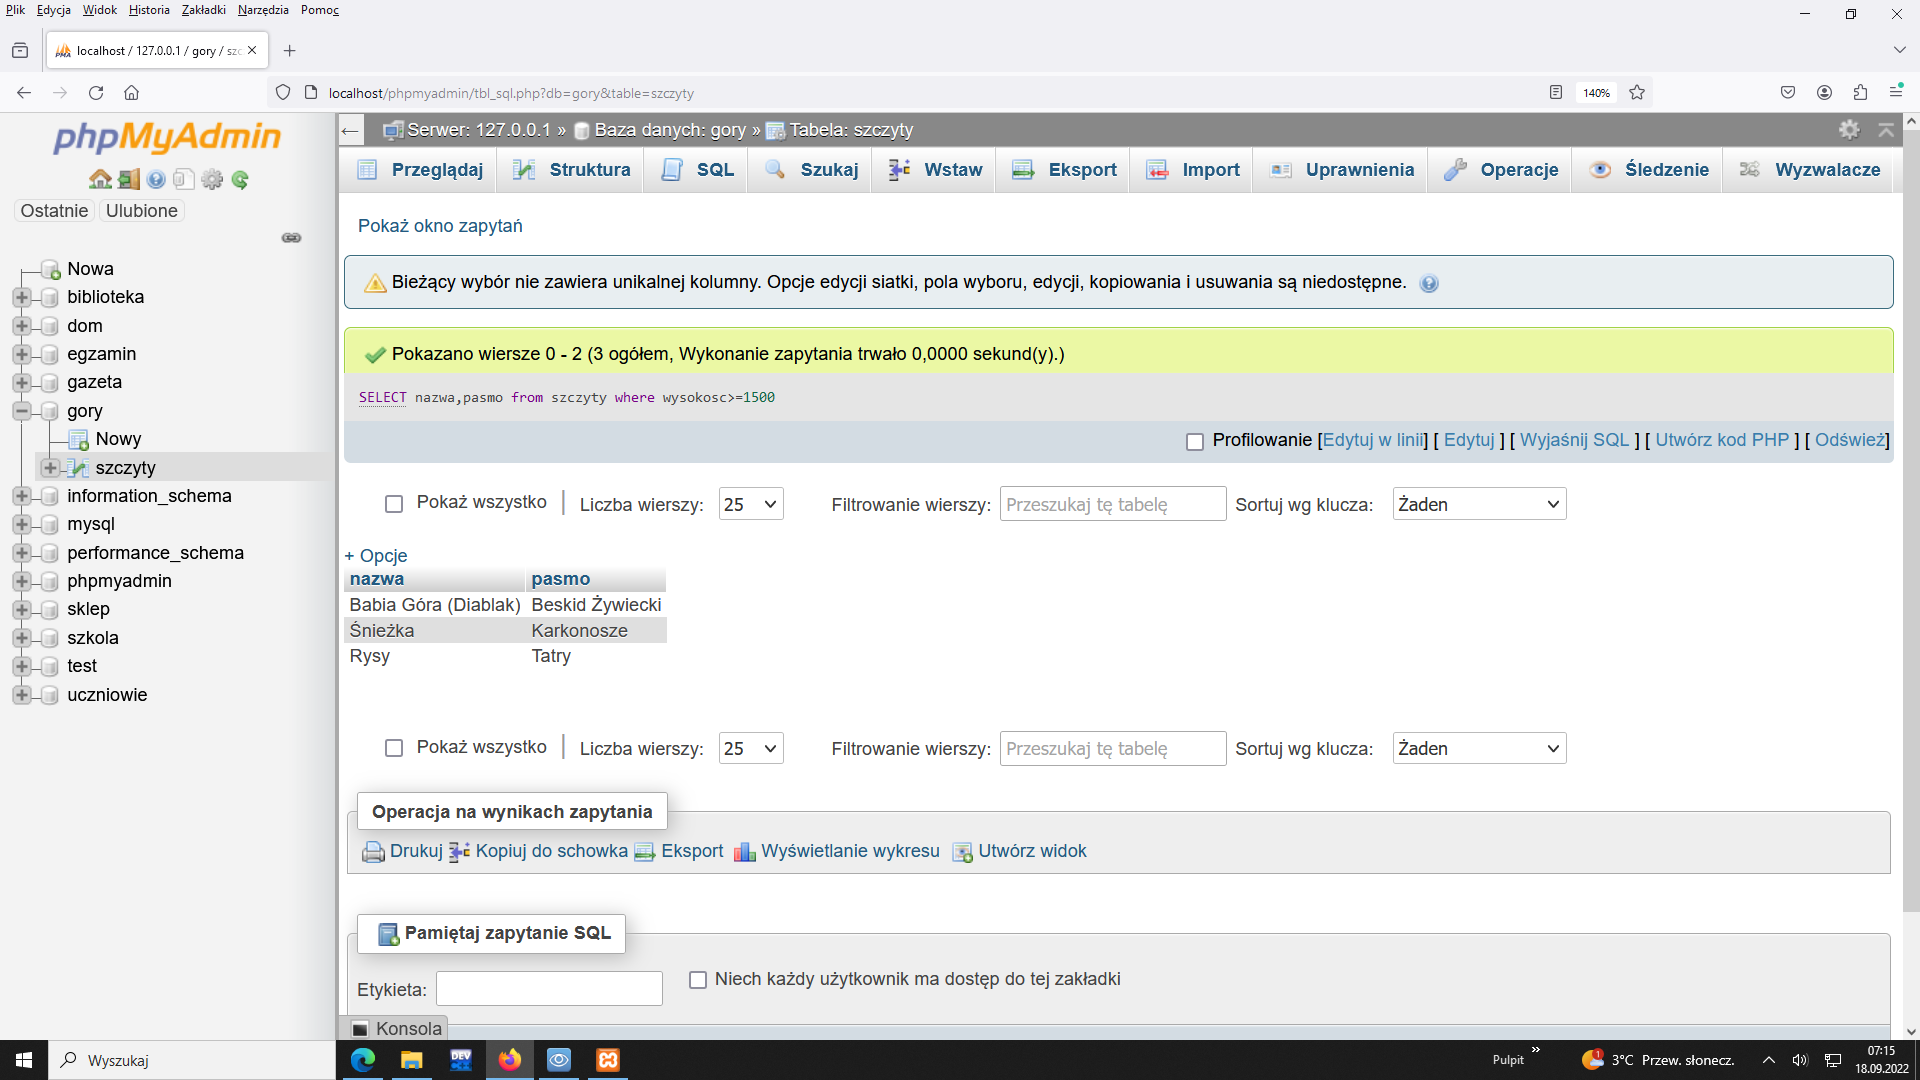 Plik Edycja Widok Historia Zakładki Narzędzia Pomoc
localhost / 127.0.0.1 / gory / szc
localhost/phpmyadmin/tbl_sql.php?db=gory&table=szczyty
140%
phpMyAdmin
Ostatnie Ulubione
Nowa
biblioteka
dom
egzamin
gazeta
gory
Nowy
szczyty
information_schema
mysql
performance_schema
phpmyadmin
sklep
szkola
test
uczniowie
Serwer: 127.0.0.1 » Baza danych: gory » Tabela: szczyty
Przeglądaj Struktura SQL Szukaj Wstaw Eksport Import Uprawnienia Operacje Śledzenie Wyzwalacze
Pokaż okno zapytań
Bieżący wybór nie zawiera unikalnej kolumny. Opcje edycji siatki, pola wyboru, edycji, kopiowania i usuwania są niedostępne.
Pokazano wiersze 0 - 2 (3 ogółem, Wykonanie zapytania trwało 0,0000 sekund(y).)
SELECT nazwa,pasmo from szczyty where wysokosc>=1500
Profilowanie [Edytuj w linii] [ Edytuj ] [ Wyjaśnij SQL ] [ Utwórz kod PHP ] [ Odśwież]
Pokaż wszystko | Liczba wierszy: 25 Filtrowanie wierszy: Przeszukaj tę tabelę Sortuj wg klucza: Żaden
+ Opcje
nazwa pasmo
Babia Góra (Diablak) Beskid Żywiecki
Śnieżka Karkonosze
Rysy Tatry
Pokaż wszystko | Liczba wierszy: 25 Filtrowanie wierszy: Przeszukaj tę tabelę Sortuj wg klucza: Żaden
Operacja na wynikach zapytania
Drukuj Kopiuj do schowka Eksport Wyświetlanie wykresu Utwórz widok
Pamiętaj zapytanie SQL
Etykieta: Niech każdy użytkownik ma dostęp do tej zakładki
Konsola
Wyszukaj
DEV
Pulpit »
1 3°C Przew. słonecz.
07:15
18.09.2022